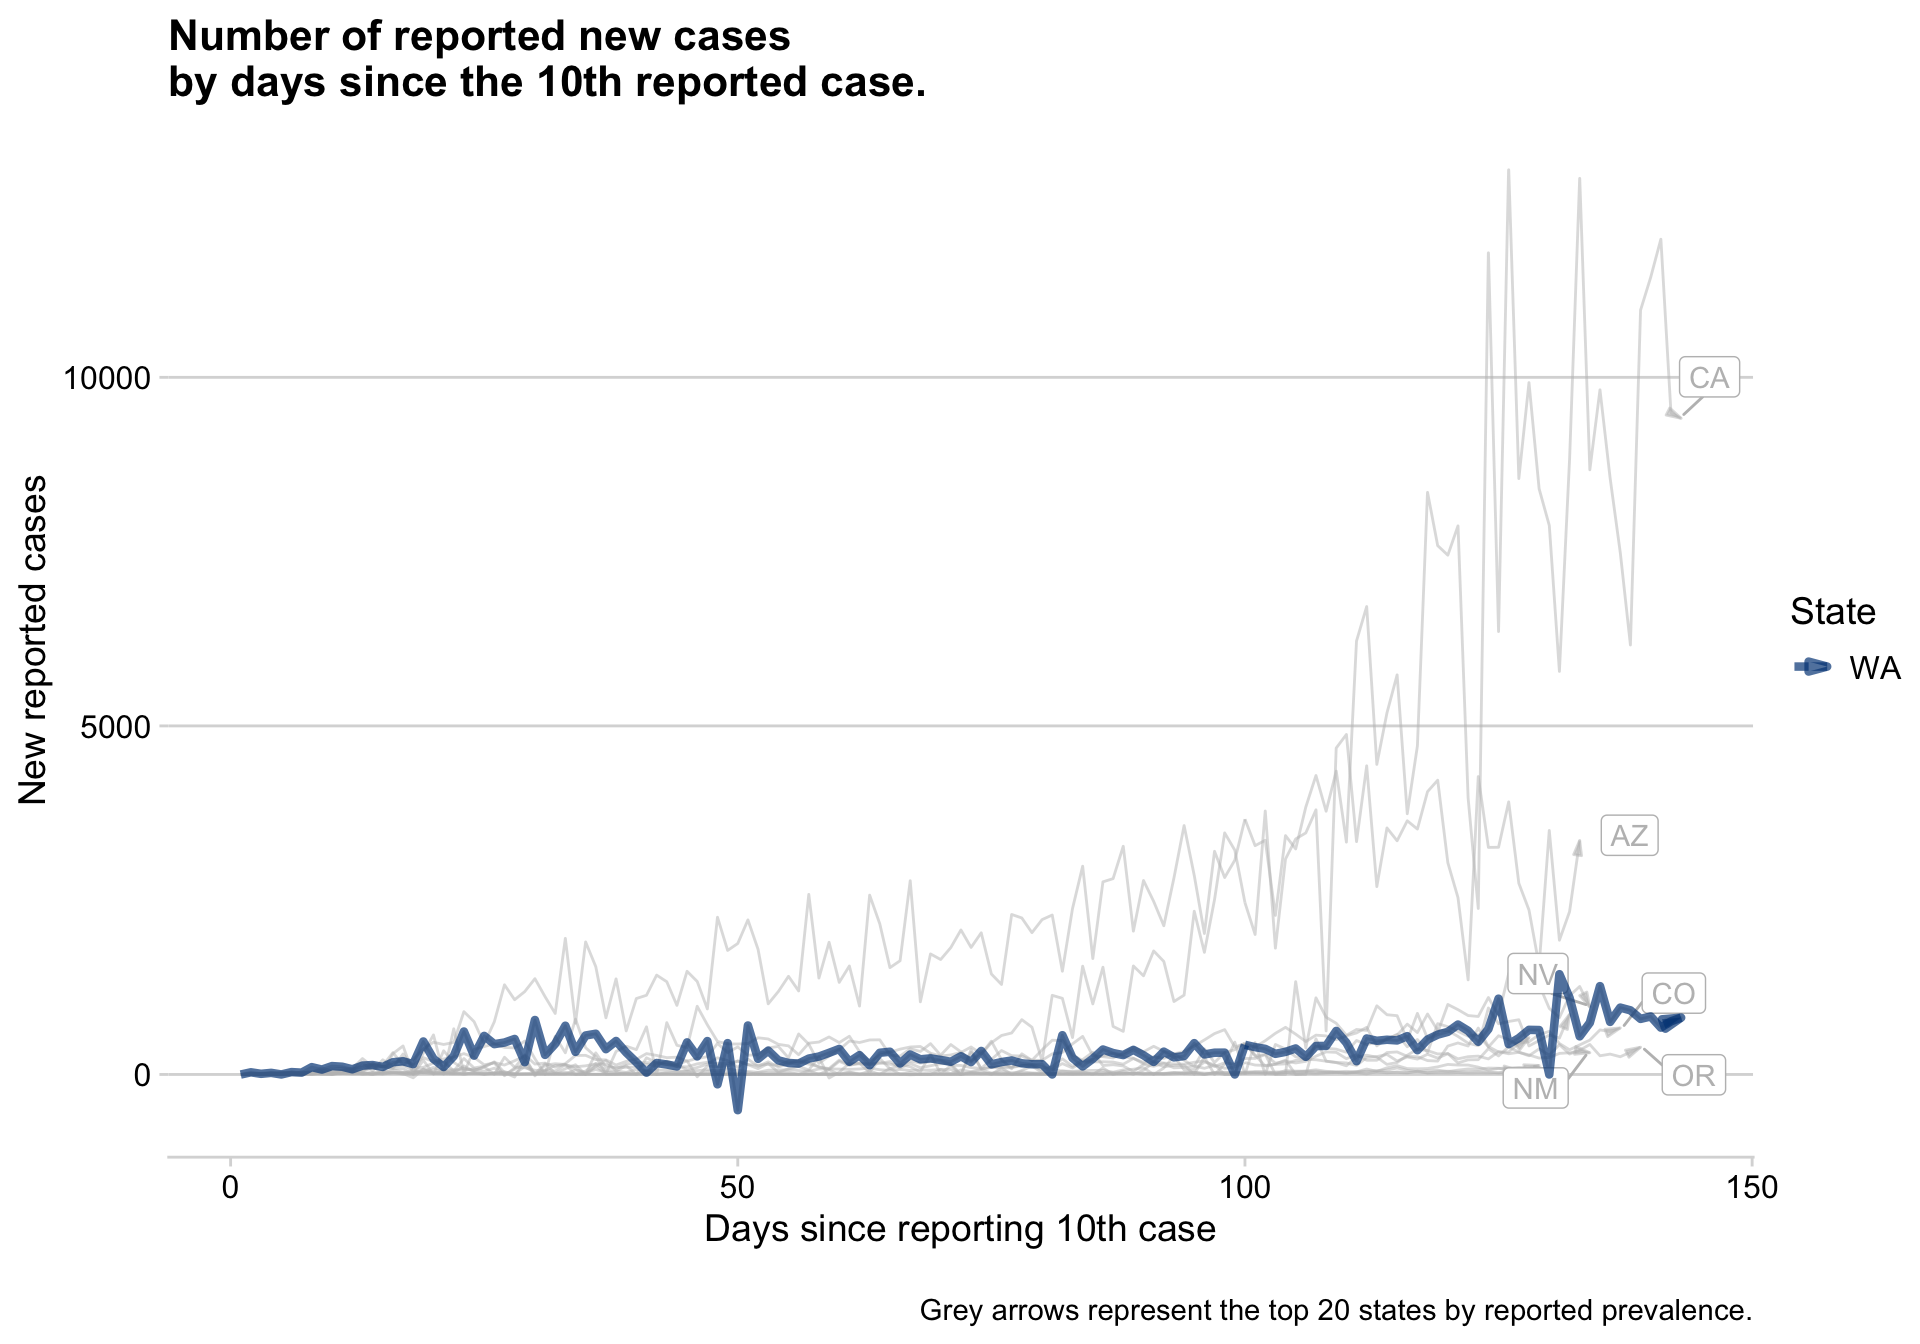 Number of reported new cases
by days since the 10th reported case.
New reported cases
10000
5000
0
CA
AZ
NV
CO
NM
OR
State
WA
0
50
100
150
Days since reporting 10th case
Grey arrows represent the top 20 states by reported prevalence.